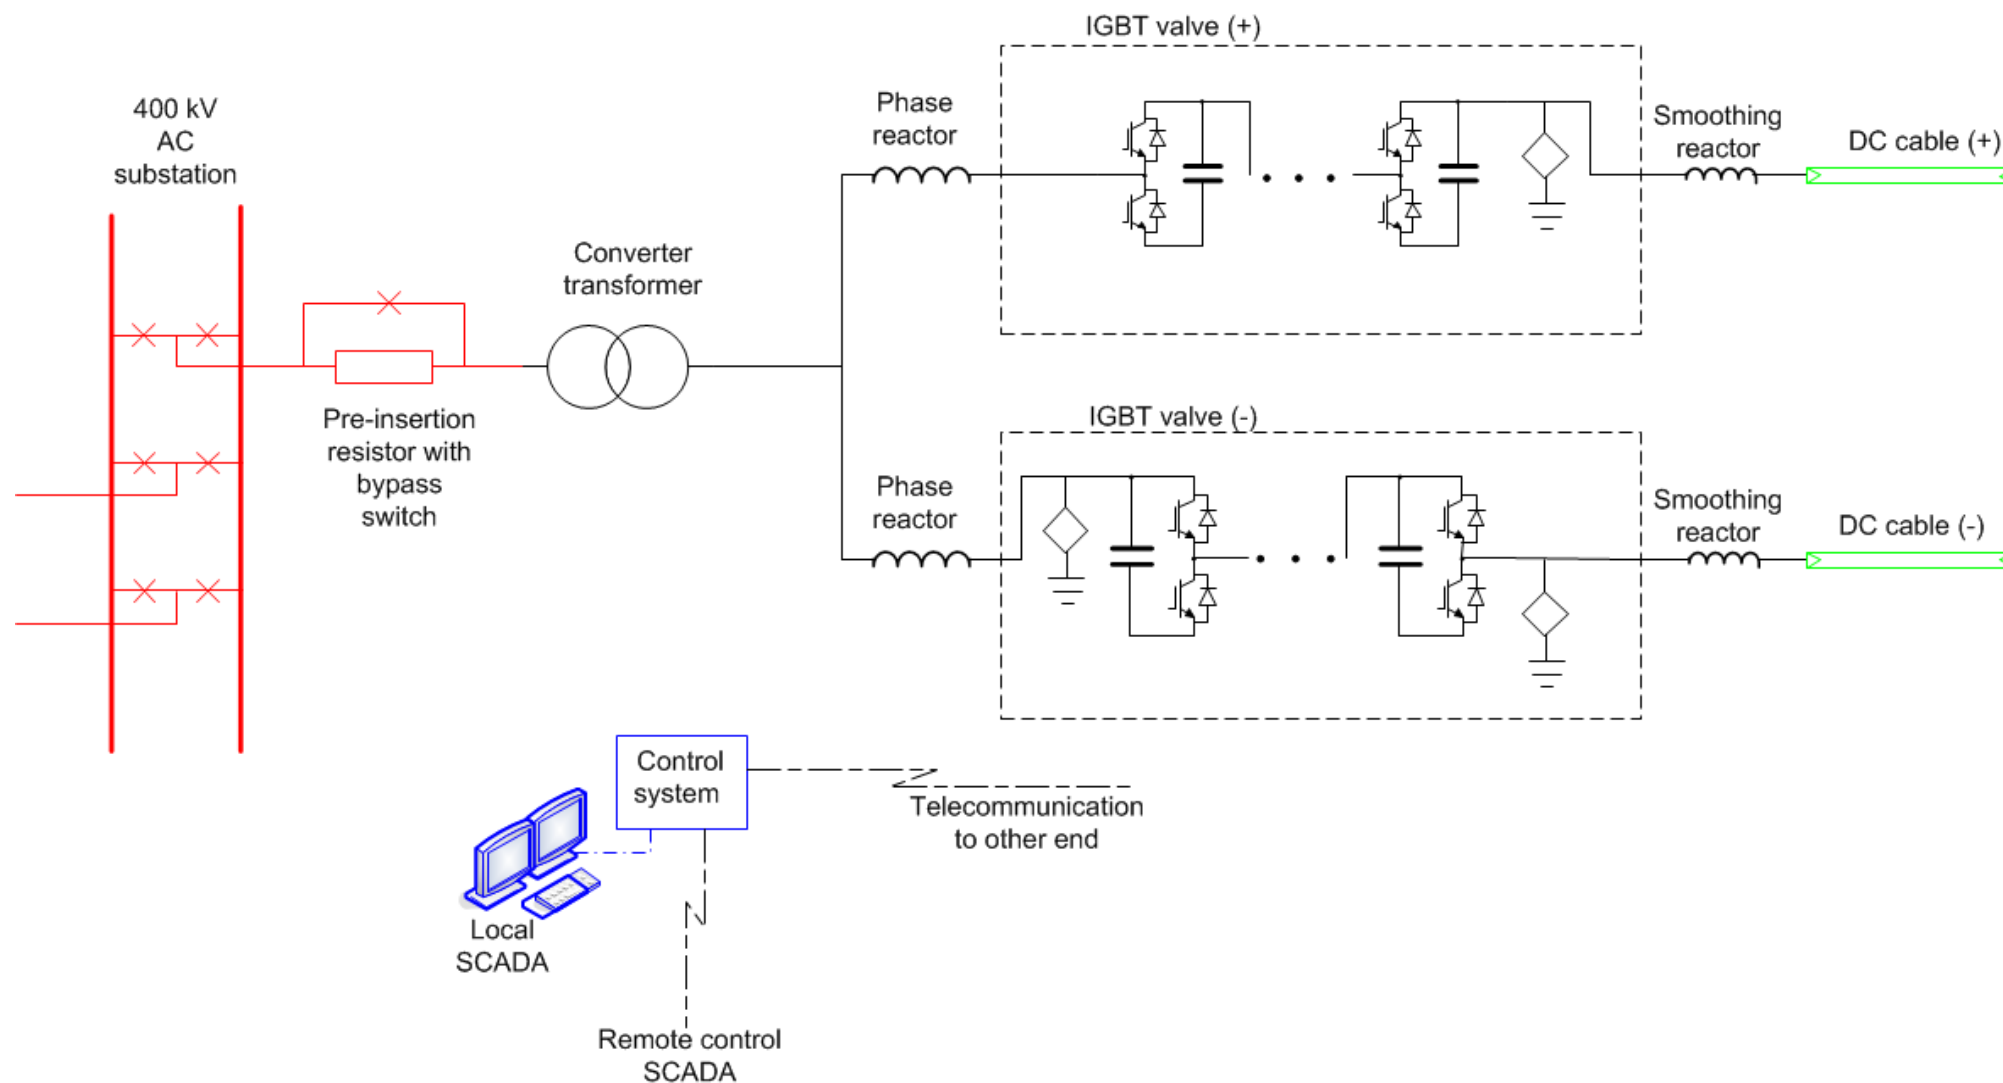 IGBT valve (+)
400 kV
AC
substation
Phase
reactor
Smoothing
reactor
DC cable (+)
Converter
transformer
Pre-insertion
resistor with
bypass
switch
IGBT valve (-)
Phase
reactor
Smoothing
reactor
DC cable (-)
Control
system
Telecommunication
to other end
Local
SCADA
Remote control
SCADA